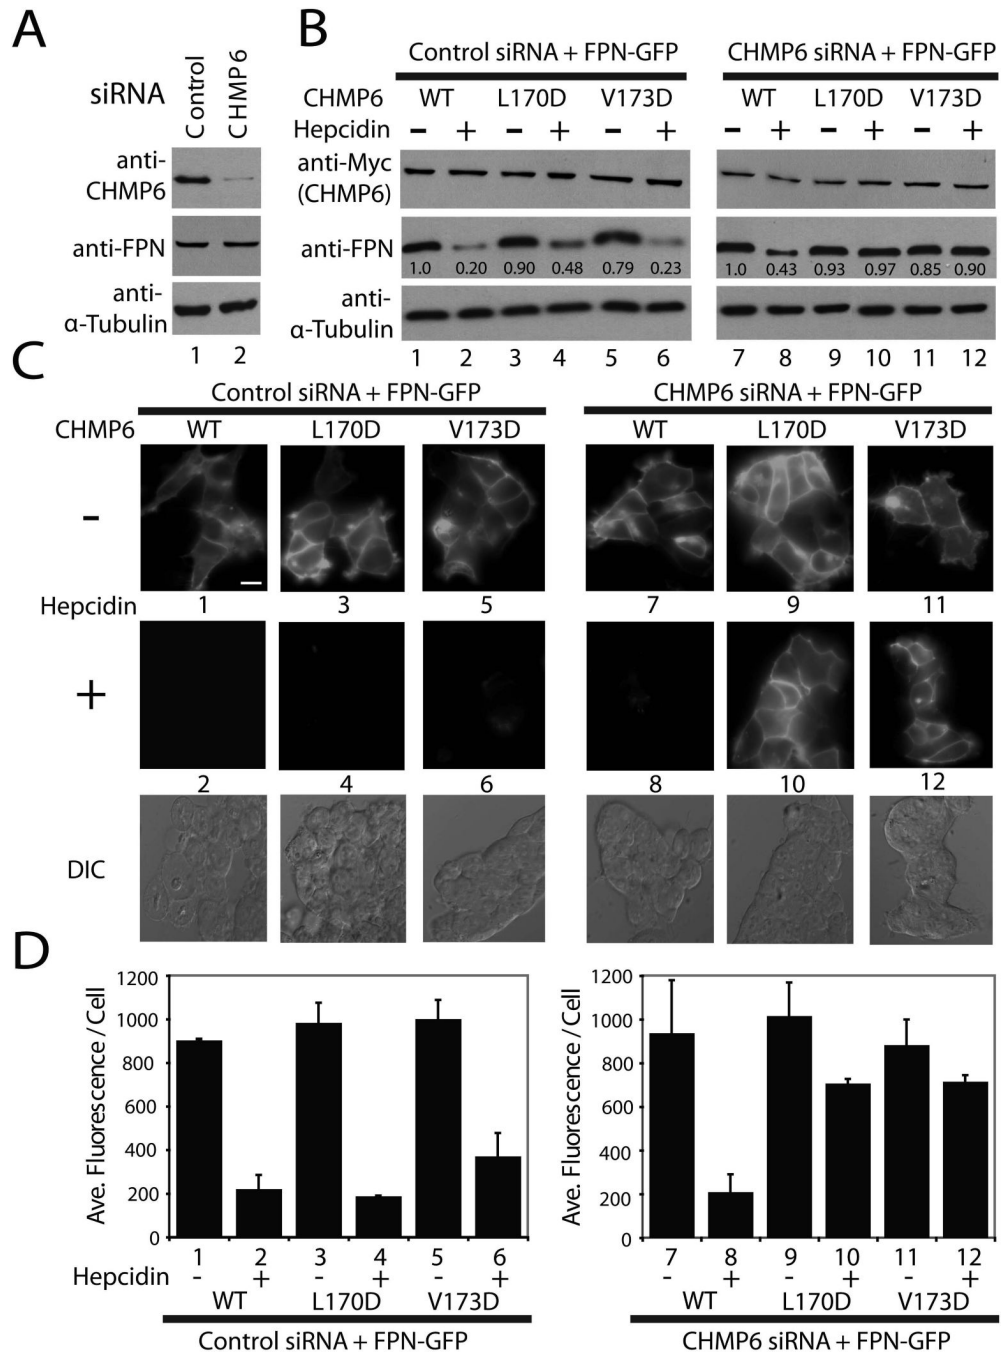 A
siRNA
Control
CHMP6
anti-
CHMP6
anti-FPN
anti-
α-Tubulin
1 2
B
Control siRNA + FPN-GFP
CHMP6 siRNA + FPN-GFP
CHMP6 WT L170D V173D WT L170D V173D
Hepcidin - + - + - + - + - + - +
anti-Myc
(CHMP6)
anti-FPN
1.0 0.20 0.90 0.48 0.79 0.23 1.0 0.43 0.93 0.97 0.85 0.90
anti-
α-Tubulin
1 2 3 4 5 6 7 8 9 10 11 12
C
Control siRNA + FPN-GFP
CHMP6 siRNA + FPN-GFP
CHMP6 WT L170D V173D WT L170D V173D
-
Hepcidin 1 3 5 7 9 11
+
2 4 6 8 10 12
DIC
D
Ave. Fluorescence / Cell
1200
1000
800
600
400
200
0
1 2 3 4 5 6
Hepcidin - + - + - +
WT L170D V173D
Control siRNA + FPN-GFP
Ave. Fluorescence / Cell
1200
1000
800
600
400
200
0
7 8 9 10 11 12
- + - + - +
WT L170D V173D
CHMP6 siRNA + FPN-GFP